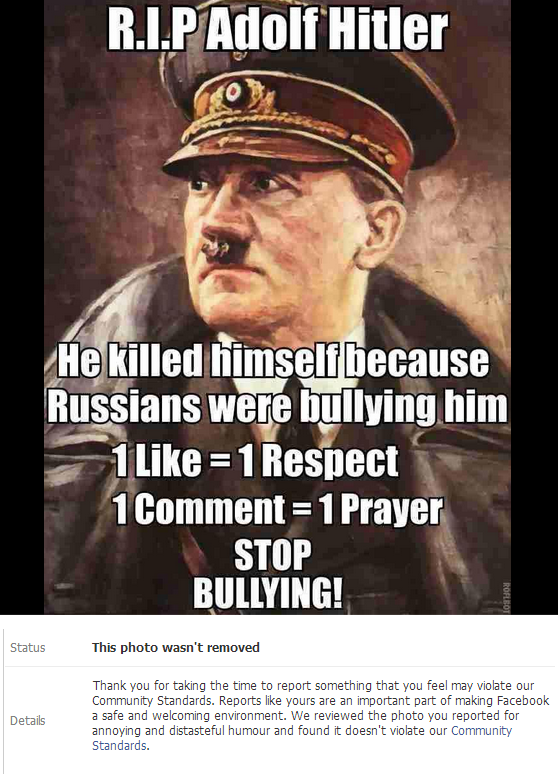 R.I.P Adolf Hitler
He killed himself because
Russians were bullying him
1 Like = 1 Respect
1 Comment = 1 Prayer
STOP
BULLYING!
ROFLBOT
Status
This photo wasn't removed
Details
Thank you for taking the time to report something that you feel may violate our
Community Standards. Reports like yours are an important part of making Facebook
a safe and welcoming environment. We reviewed the photo you reported for
annoying and distasteful humour and found it doesn't violate our Community
Standards.